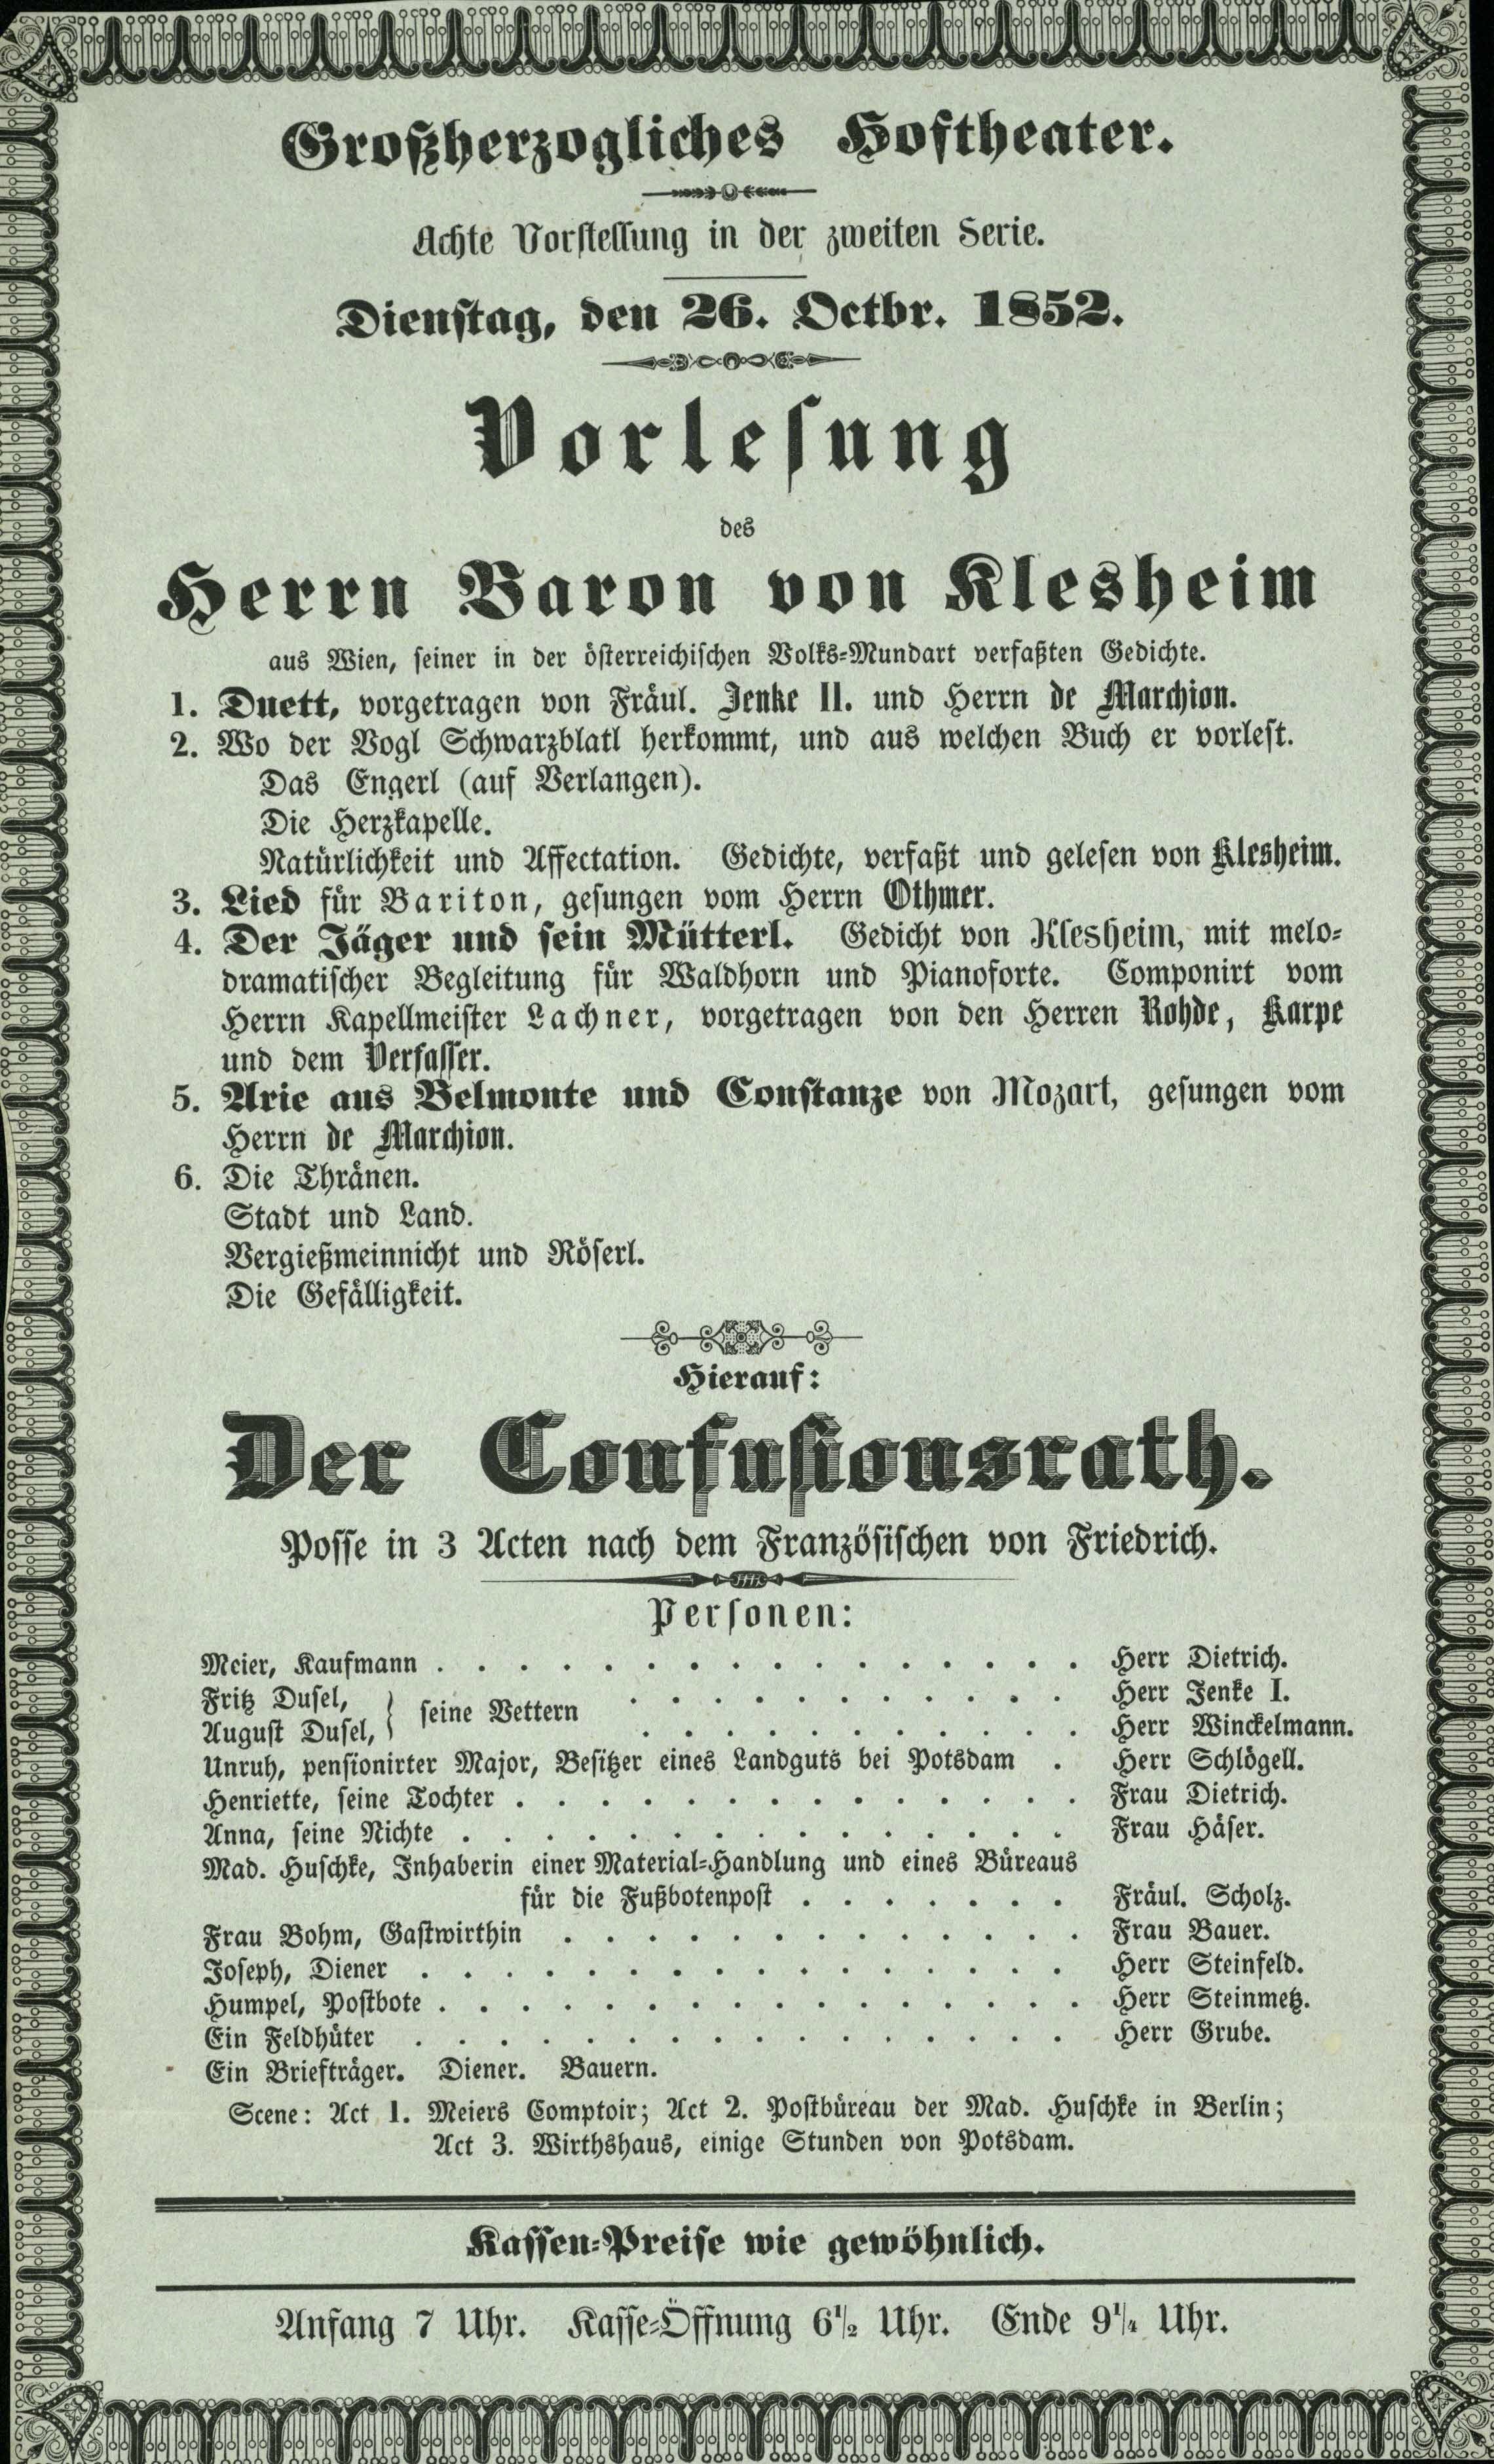 Großherzogliches Hoftheater.
Achte Vorstellung in der zweiten Serie.
Dienstag, den 26. Octbr. 1852.
Vorlesung
des
Herrn Baron von Klesheim
aus Wien, seiner in der österreichischen Volks-Mundart verfaßten Gedichte.
1. Duett, vorgetragen von Fräul. Jenke II. und Herrn de Marchion.
2. Wo der Vogl Schwarzblatl herkommt, und aus welchen Buch er vorlest.
Das Engerl (auf Verlangen).
Die Herzkapelle.
Natürlichkeit und Affectation. Gedichte, verfaßt und gelesen von Klesheim.
3. Lied für Bariton, gesungen vom Herrn Othmer.
4. Der Jäger und sein Mütterl. Gedicht von Klesheim, mit melo-
dramatischer Begleitung für Waldhorn und Pianoforte. Componirt vom
Herrn Kapellmeister Lachner, vorgetragen von den Herren Rohde, Karpe
und dem Verfasser.
5. Arie aus Belmonte und Constanze von Mozart, gesungen vom
Herrn de Marchion.
6. Die Thränen.
Stadt und Land.
Vergießmeinnicht und Röserl.
Die Gefälligkeit.
Hierauf:
Der Confusionsrath.
Posse in 3 Acten nach dem Französischen von Friedrich.
Personen:
Meier, Kaufmann . . . . . . . . . . . . . . . . Herr Dietrich.
Fritz Dusel, } seine Vettern . . . . . . . . . . . Herr Jenke I.
August Dusel, } . . . . . . . . . . . Herr Winckelmann.
Unruh, pensionirter Major, Besitzer eines Landguts bei Potsdam . Herr Schlögell.
Henriette, seine Tochter . . . . . . . . . . . . . . Frau Dietrich.
Anna, seine Nichte . . . . . . . . . . . . . . . Frau Häser.
Mad. Huschke, Inhaberin einer Material-Handlung und eines Büreaus
für die Fußbotenpost . . . . . . . Fräul. Scholz.
Frau Bohm, Gastwirthin . . . . . . . . . . . . . Frau Bauer.
Joseph, Diener . . . . . . . . . . . . . . . . Herr Steinfeld.
Humpel, Postbote . . . . . . . . . . . . . . . . Herr Steinmetz.
Ein Feldhüter . . . . . . . . . . . . . . . . Herr Grube.
Ein Briefträger. Diener. Bauern.
Scene: Act 1. Meiers Comptoir; Act 2. Postbüreau der Mad. Huschke in Berlin;
Act 3. Wirthshaus, einige Stunden von Potsdam.
Kassen-Preise wie gewöhnlich.
Anfang 7 Uhr. Kasse-Öffnung 6½ Uhr. Ende 9¼ Uhr.